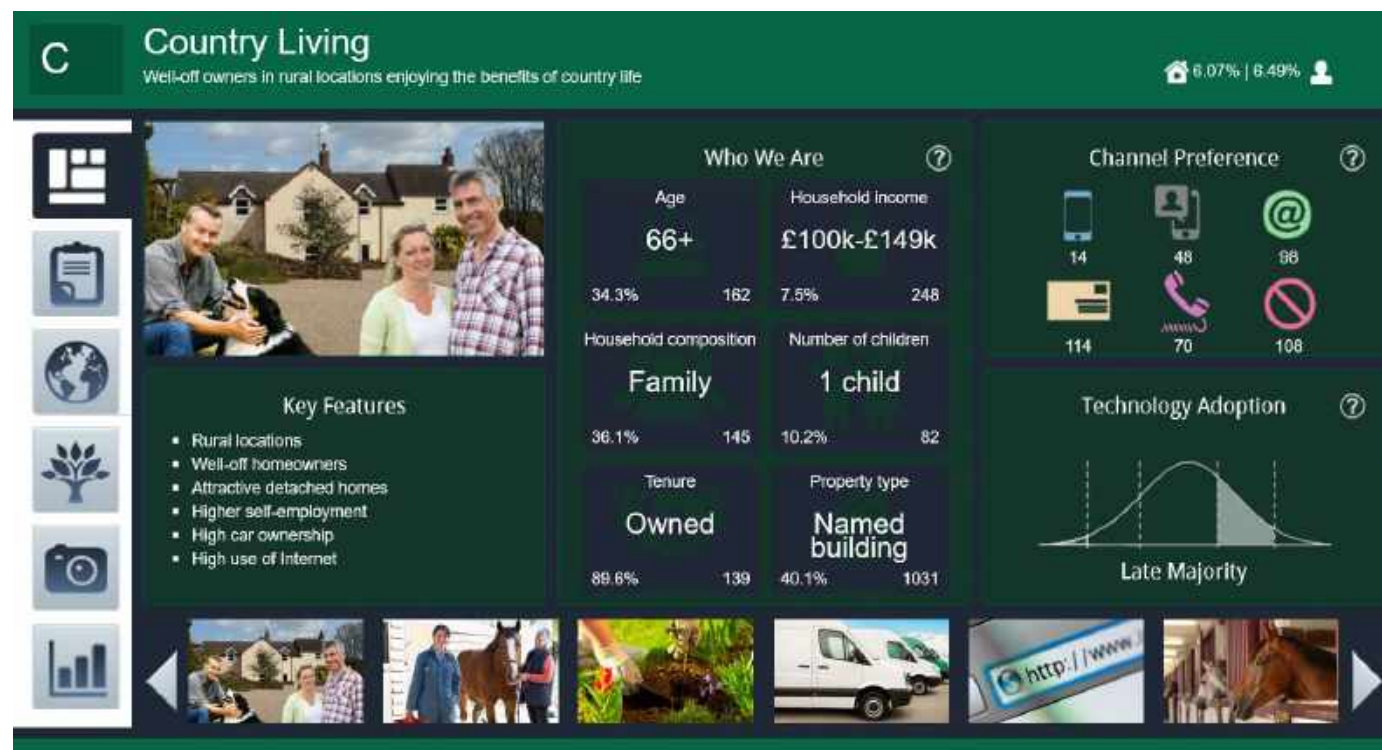 C
Country Living
Well-off owners in rural locations enjoying the benefits of country life
6.07% | 6.49%
Who We Are
?
Age
66+
34.3% 162
Household income
£100k-£149k
7.5% 248
Household composition
Family
36.1% 145
Number of children
1 child
10.2% 82
Tenure
Owned
89.6% 139
Property type
Named
building
40.1% 1031
Channel Preference
?
14 48 98
114 70 108
Key Features
▪ Rural locations
▪ Well-off homeowners
▪ Attractive detached homes
▪ Higher self-employment
▪ High car ownership
▪ High use of Internet
Technology Adoption
?
Late Majority
http://www.